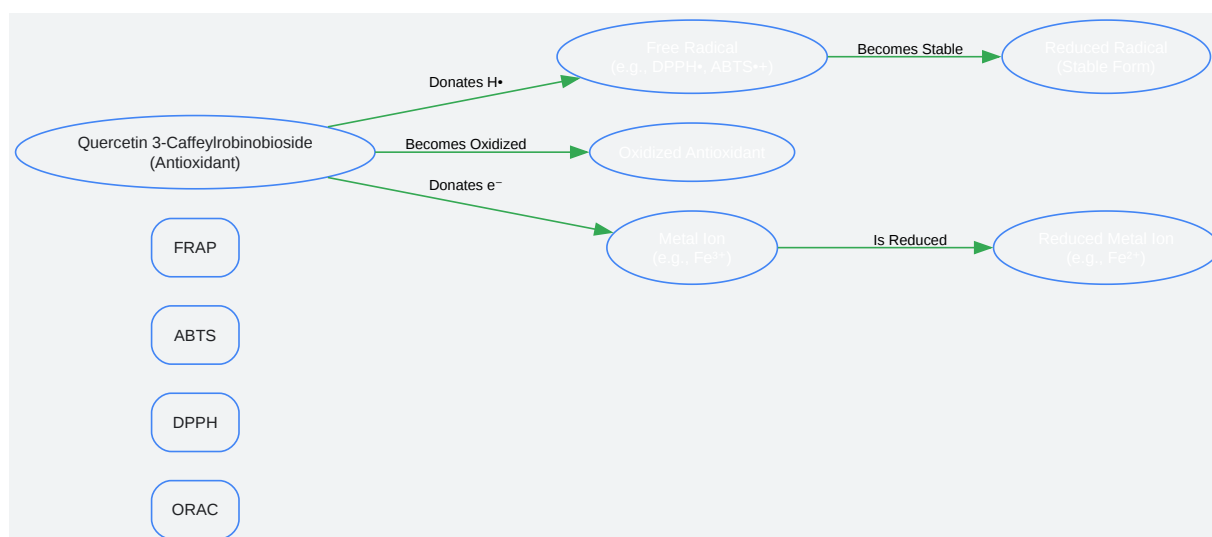 Free Radical
(e.g., DPPH•, ABTS•+)
Becomes Stable
Reduced Radical
(Stable Form)
Donates H•
Quercetin 3-Caffeylrobinobioside
(Antioxidant)
Becomes Oxidized
Oxidized Antioxidant
Donates e⁻
Metal Ion
(e.g., Fe³⁺)
Is Reduced
Reduced Metal Ion
(e.g., Fe²⁺)
FRAP
ABTS
DPPH
ORAC